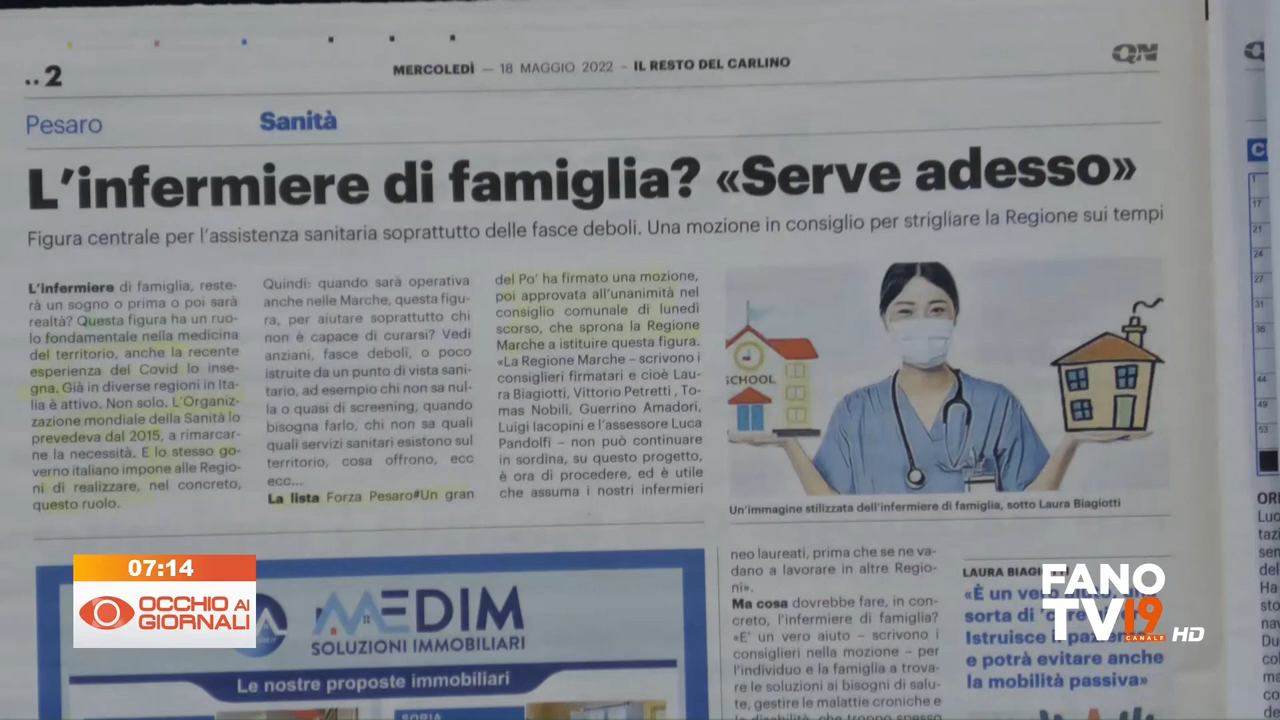 ..2
MERCOLEDÌ — 18 MAGGIO 2022 – IL RESTO DEL CARLINO
QN
Pesaro
Sanità
L'infermiere di famiglia? «Serve adesso»
Figura centrale per l'assistenza sanitaria soprattutto delle fasce deboli. Una mozione in consiglio per strigliare la Regione sui tempi
L'infermiere di famiglia, reste-
rà un sogno o prima o poi sarà
realtà? Questa figura ha un ruo-
lo fondamentale nella medicina
del territorio, anche la recente
esperienza del Covid lo inse-
gna. Già in diverse regioni in Ita-
lia è attivo. Non solo. L'Organiz-
zazione mondiale della Sanità lo
prevedeva dal 2015, a rimarcar-
ne la necessità. E lo stesso go-
verno italiano impone alle Regio-
ni di realizzare, nel concreto,
questo ruolo.
Quindi: quando sarà operativa
anche nelle Marche, questa figu-
ra, per aiutare soprattutto chi
non è capace di curarsi? Vedi
anziani, fasce deboli, o poco
istruite da un punto di vista sani-
tario, ad esempio chi non sa nul-
la o quasi di screening, quando
bisogna farlo, chi non sa quali
quali servizi sanitari esistono sul
territorio, cosa offrono, ecc
ecc...
La lista Forza Pesaro#Un gran
del Po' ha firmato una mozione,
poi approvata all'unanimità nel
consiglio comunale di lunedì
scorso, che sprona la Regione
Marche a istituire questa figura.
«La Regione Marche – scrivono i
consiglieri firmatari e cioè Lau-
ra Biagiotti, Vittorio Petretti , To-
mas Nobili, Guerrino Amadori,
Luigi Iacopini e l'assessore Luca
Pandolfi – non può continuare
in sordina, su questo progetto,
è ora di procedere, ed è utile
che assuma i nostri infermieri
SCHOOL
Un'immagine stilizzata dell'infermiere di famiglia, sotto Laura Biagiotti
neo laureati, prima che se ne va-
dano a lavorare in altre Regio-
ni».
Ma cosa dovrebbe fare, in con-
creto, l'infermiere di famiglia?
«E' un vero aiuto – scrivono i
consiglieri nella mozione – per
l'individuo e la famiglia a trova-
re le soluzioni ai bisogni di salu-
te, gestire le malattie croniche e
LAURA
«È un
sorta di
Istruisce
e potrà evitare anche
la mobilità passiva»
MEDIM
SOLUZIONI IMMOBILIARI
Le nostre proposte immobiliari
SORIA
07:14
OCCHIO AI
GIORNALI
FANO
TV 19
CANALE
HD